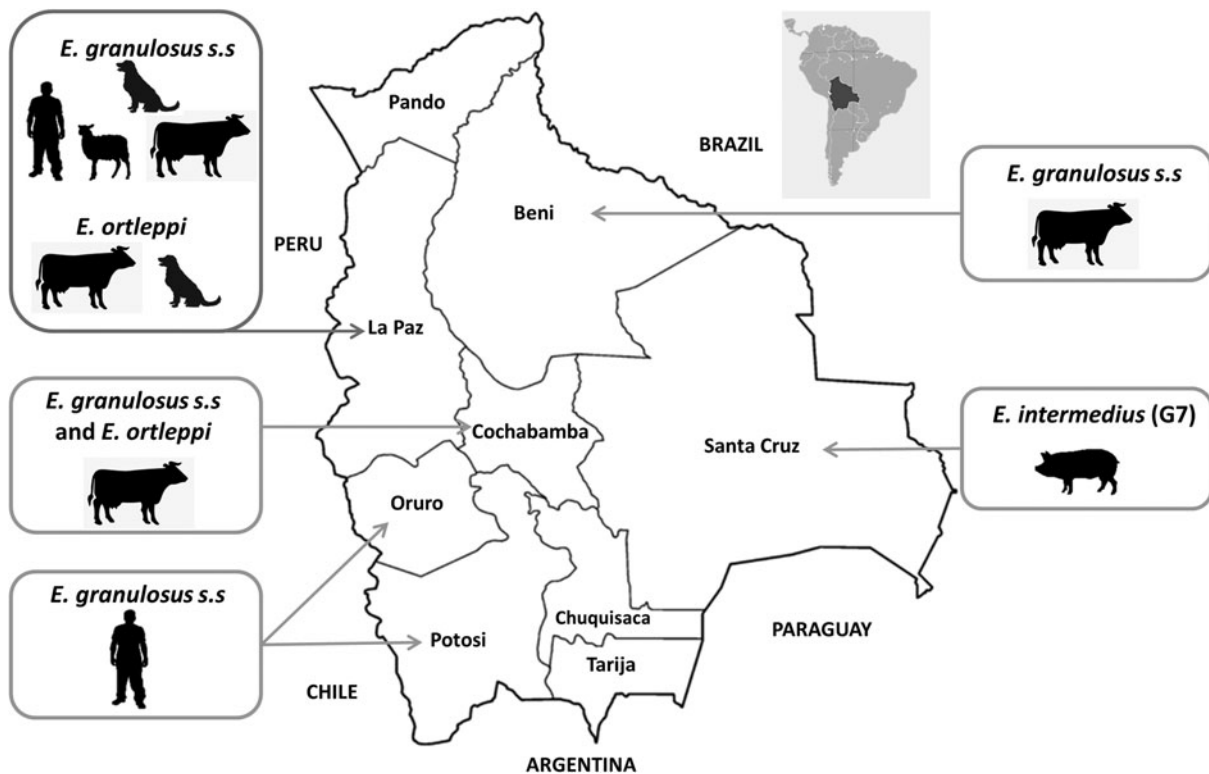 E. granulosus s.s
E. ortleppi
E. granulosus s.s
and E. ortleppi
E. granulosus s.s
Pando
BRAZIL
Beni
PERU
La Paz
Cochabamba
Santa Cruz
Oruro
Potosi
Chuquisaca
Tarija
PARAGUAY
CHILE
ARGENTINA
E. granulosus s.s
E. intermedius (G7)